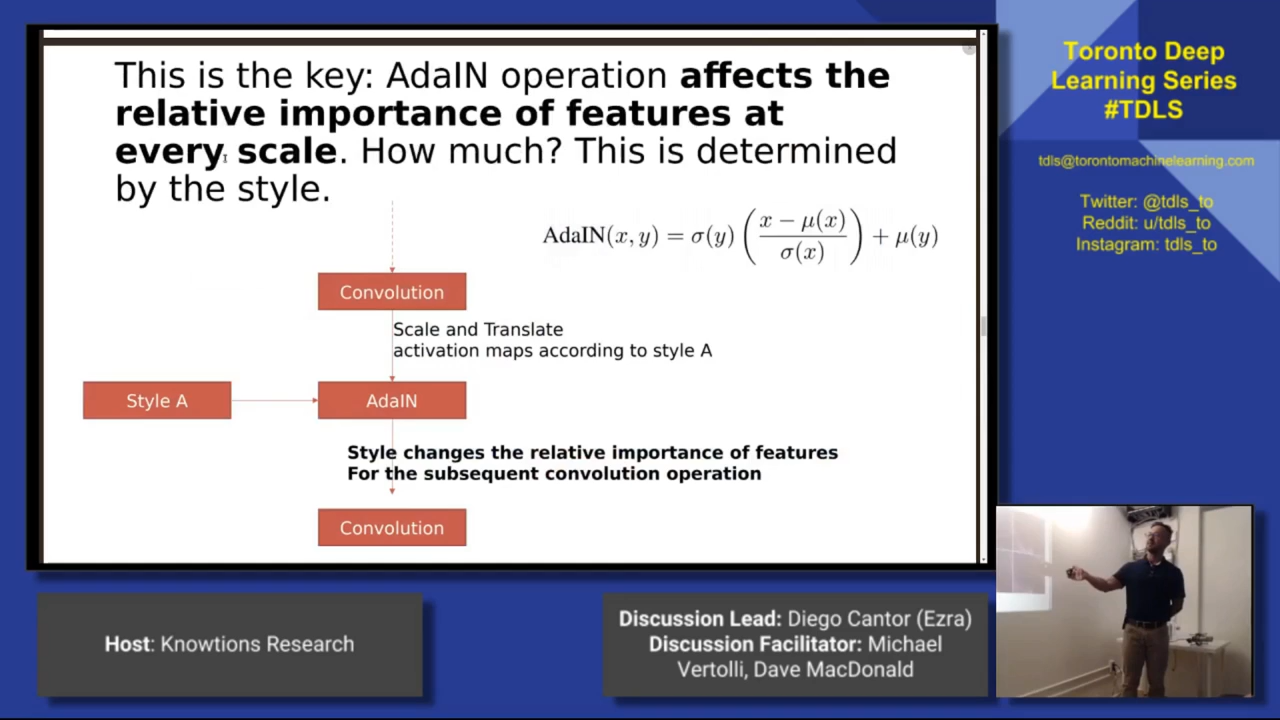 This is the key: AdaIN operation affects the
relative importance of features at
every scale. How much? This is determined
by the style.
AdaIN(x, y) = σ(y) ( x − μ(x) / σ(x) ) + μ(y)
Convolution
Scale and Translate
activation maps according to style A
Style A
AdaIN
Style changes the relative importance of features
For the subsequent convolution operation
Convolution
Toronto Deep
Learning Series
#TDLS
tdls@torontomachinelearning.com
Twitter: @tdls_to
Reddit: u/tdls_to
Instagram: tdls_to
Host: Knowtions Research
Discussion Lead: Diego Cantor (Ezra)
Discussion Facilitator: Michael
Vertolli, Dave MacDonald